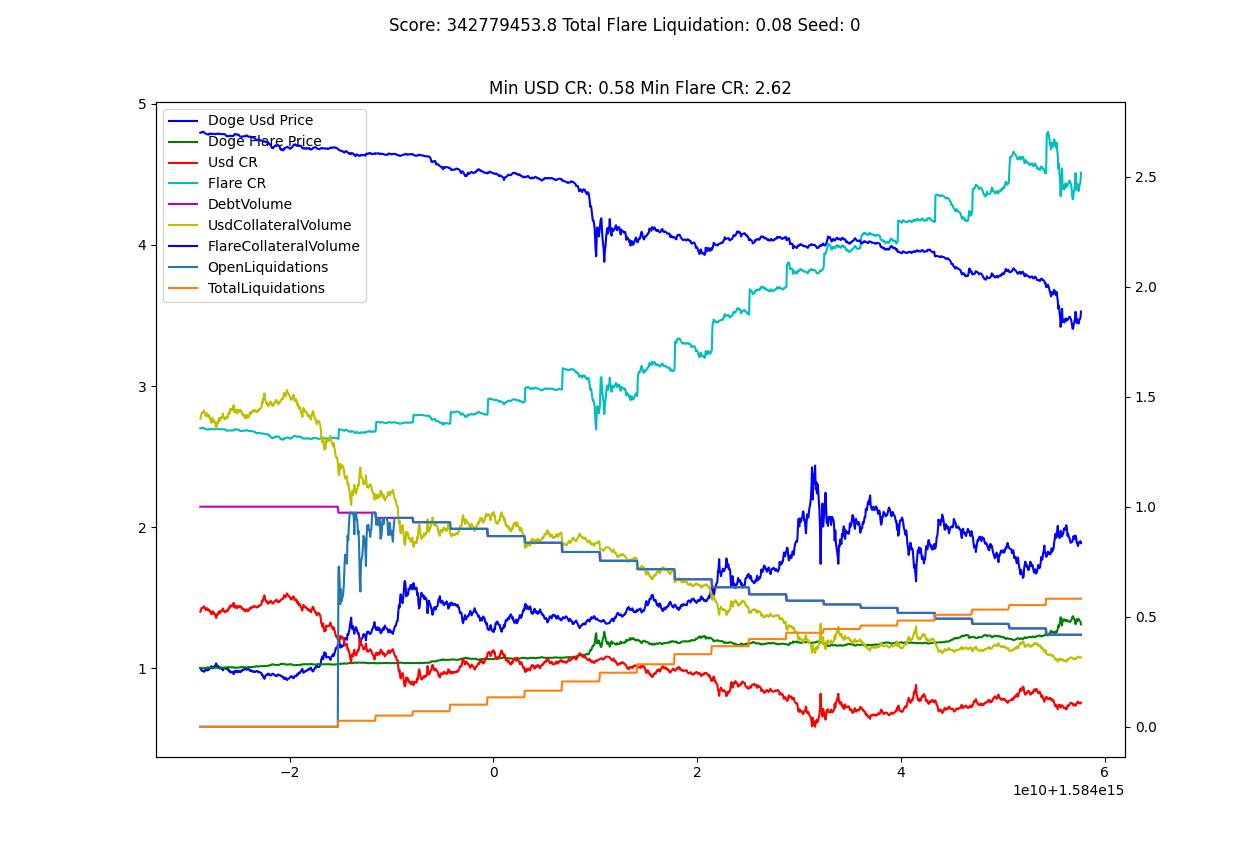 Score: 342779453.8 Total Flare Liquidation: 0.08 Seed: 0
Min USD CR: 0.58 Min Flare CR: 2.62
Doge Usd Price
Doge Flare Price
Usd CR
Flare CR
DebtVolume
UsdCollateralVolume
FlareCollateralVolume
OpenLiquidations
TotalLiquidations
5
4
3
2
1
2.5
2.0
1.5
1.0
0.5
0.0
−2 0 2 4 6
1e10+1.584e15